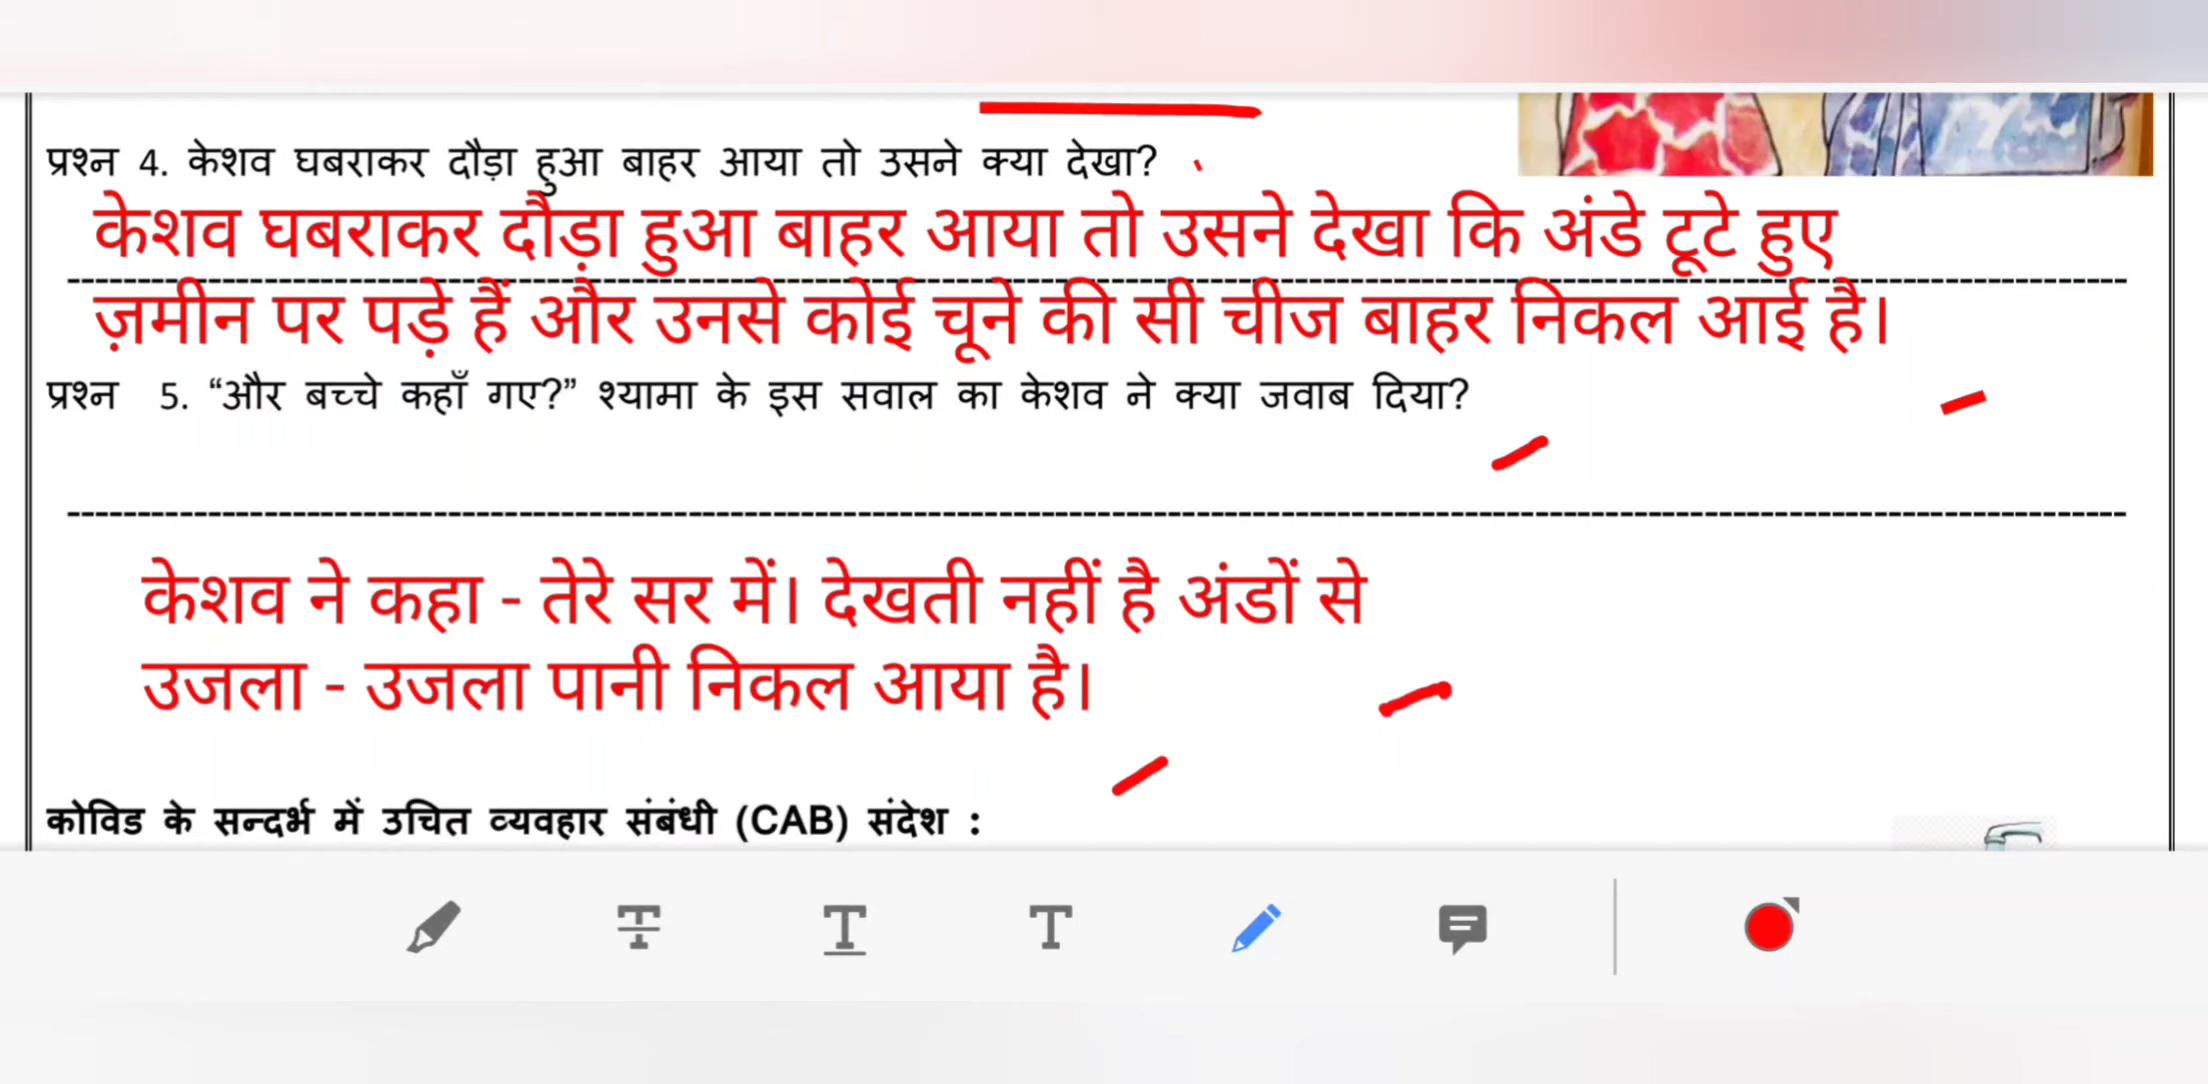 प्रश्न 4. केशव घबराकर दौड़ा हुआ बाहर आया तो उसने क्या देखा?
केशव घबराकर दौड़ा हुआ बाहर आया तो उसने देखा कि अंडे टूटे हुए
ज़मीन पर पड़े हैं और उनसे कोई चूने की सी चीज बाहर निकल आई है।
प्रश्न 5. “और बच्चे कहाँ गए?” श्यामा के इस सवाल का केशव ने क्या जवाब दिया?
केशव ने कहा - तेरे सर में। देखती नहीं है अंडों से
उजला - उजला पानी निकल आया है।
कोविड के सन्दर्भ में उचित व्यवहार संबंधी (CAB) संदेश :